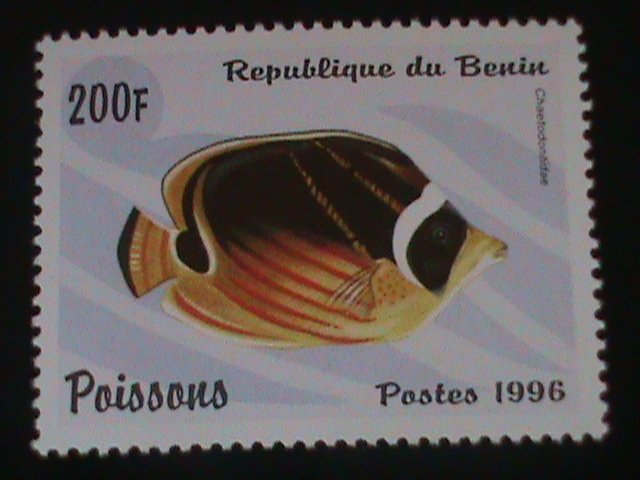 Republique du Benin
200F
Chaetodontidae
Poissons
Postes 1996